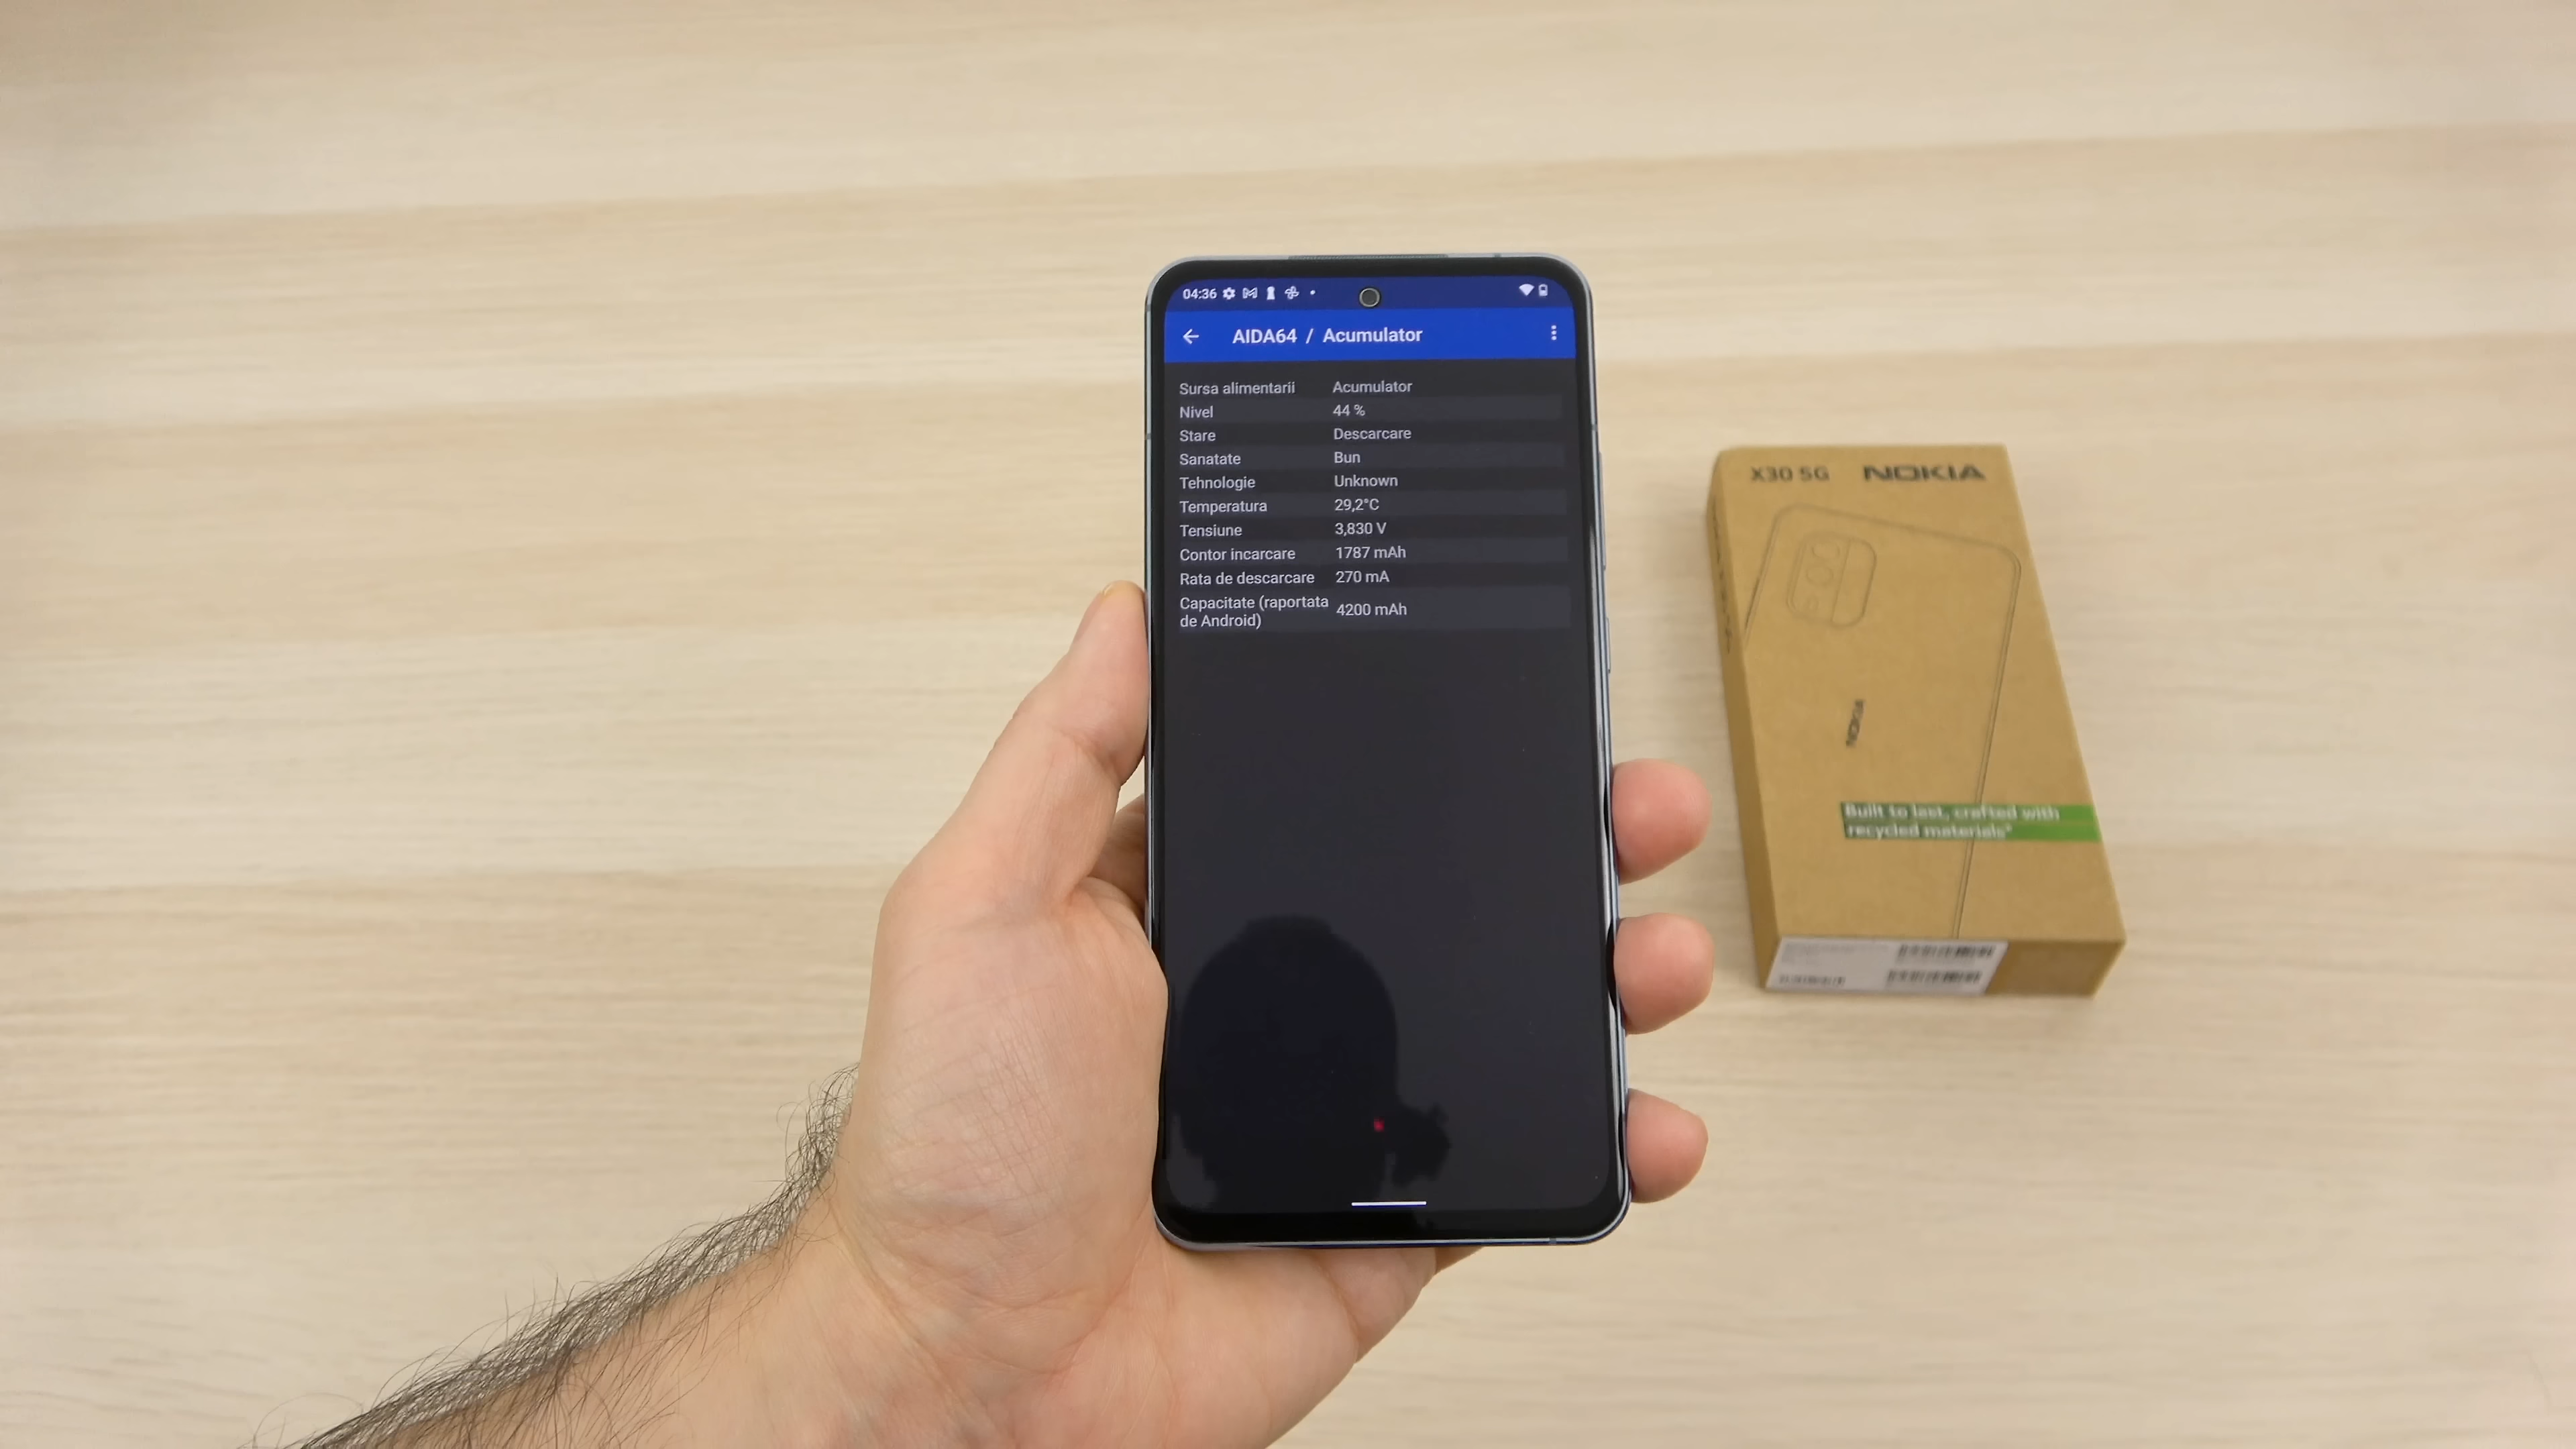 04:36
AIDA64 / Acumulator
Sursa alimentarii Acumulator
Nivel 44 %
Stare Descarcare
Sanatate Bun
Tehnologie Unknown
Temperatura 29,2°C
Tensiune 3,830 V
Contor incarcare 1787 mAh
Rata de descarcare 270 mA
Capacitate (raportata
de Android) 4200 mAh
X30 5G NOKIA
NOKIA
Built to last, crafted with
recycled materials*